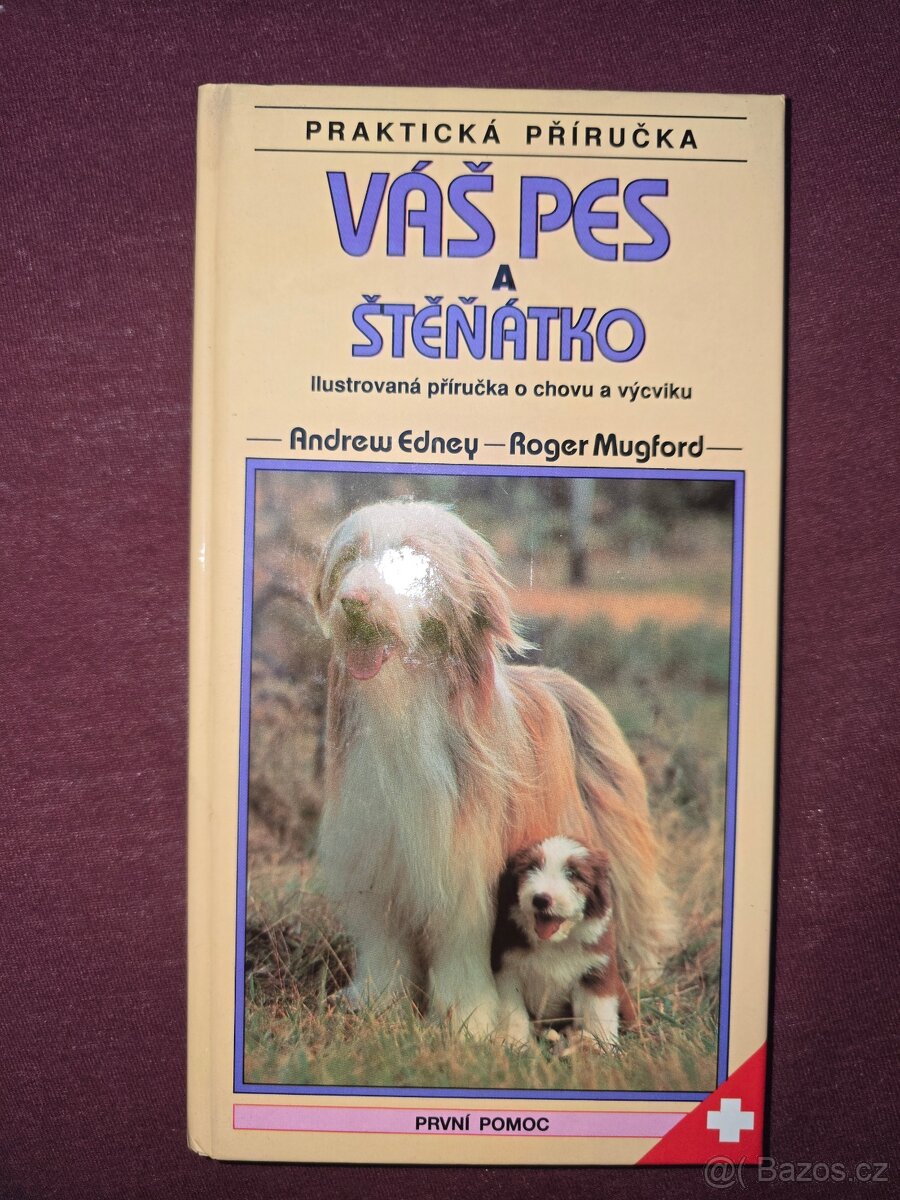 PRAKTICKÁ PŘÍRUČKA
VÁŠ PES
A
ŠTĚŇÁTKO
Ilustrovaná příručka o chovu a výcviku
Andrew Edney — Roger Mugford
PRVNÍ POMOC
@( Bazos.cz